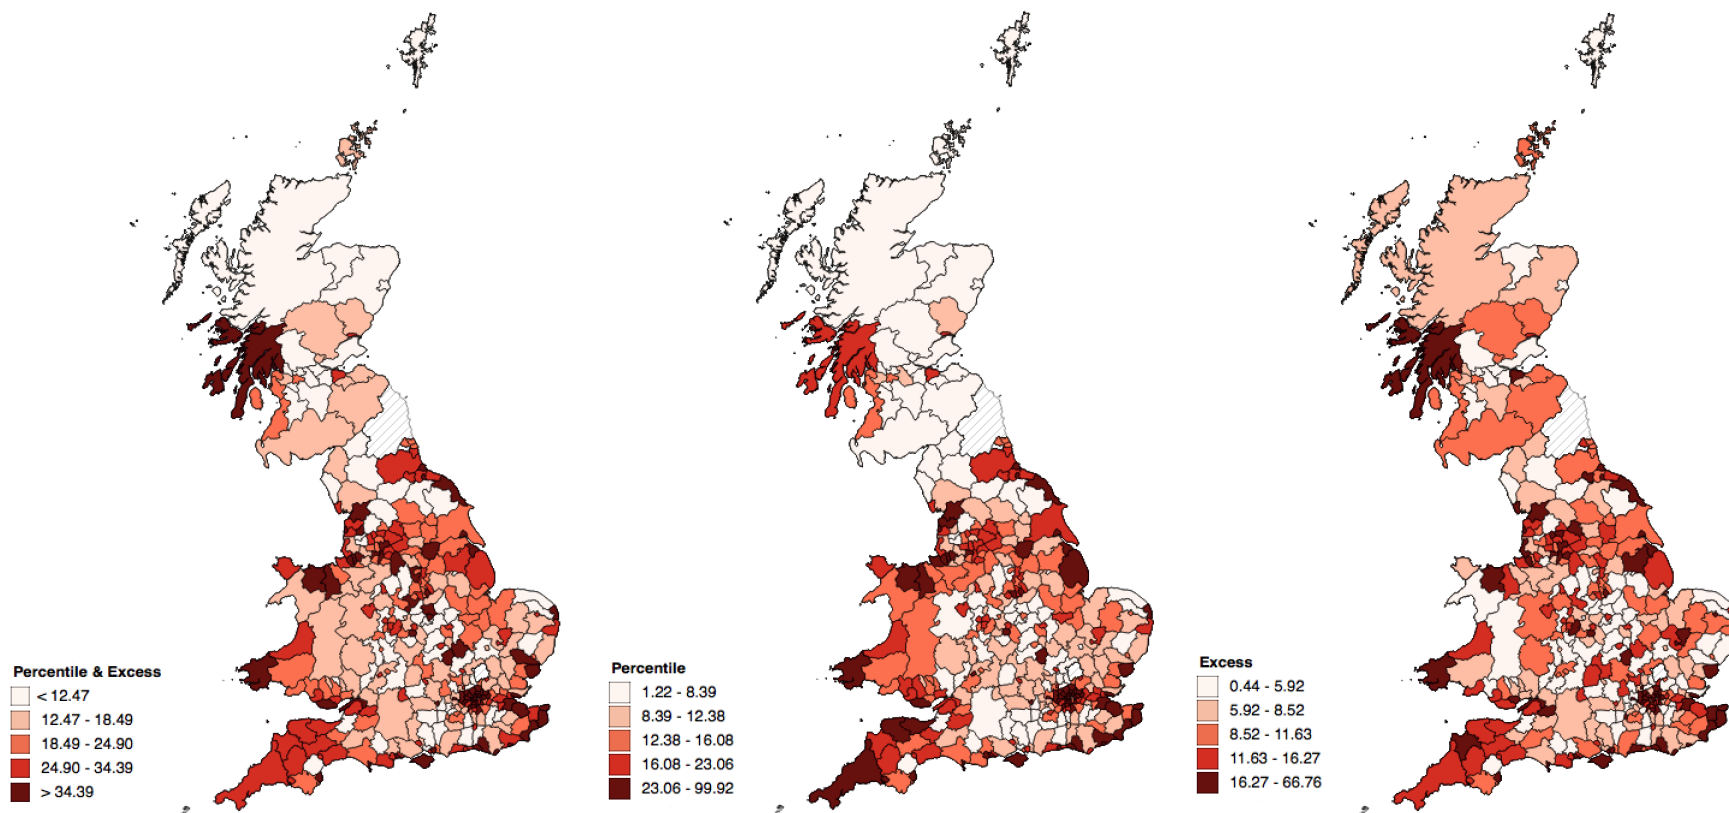 Percentile & Excess
< 12.47
12.47 - 18.49
18.49 - 24.90
24.90 - 34.39
> 34.39
Percentile
1.22 - 8.39
8.39 - 12.38
12.38 - 16.08
16.08 - 23.06
23.06 - 99.92
Excess
0.44 - 5.92
5.92 - 8.52
8.52 - 11.63
11.63 - 16.27
16.27 - 66.76